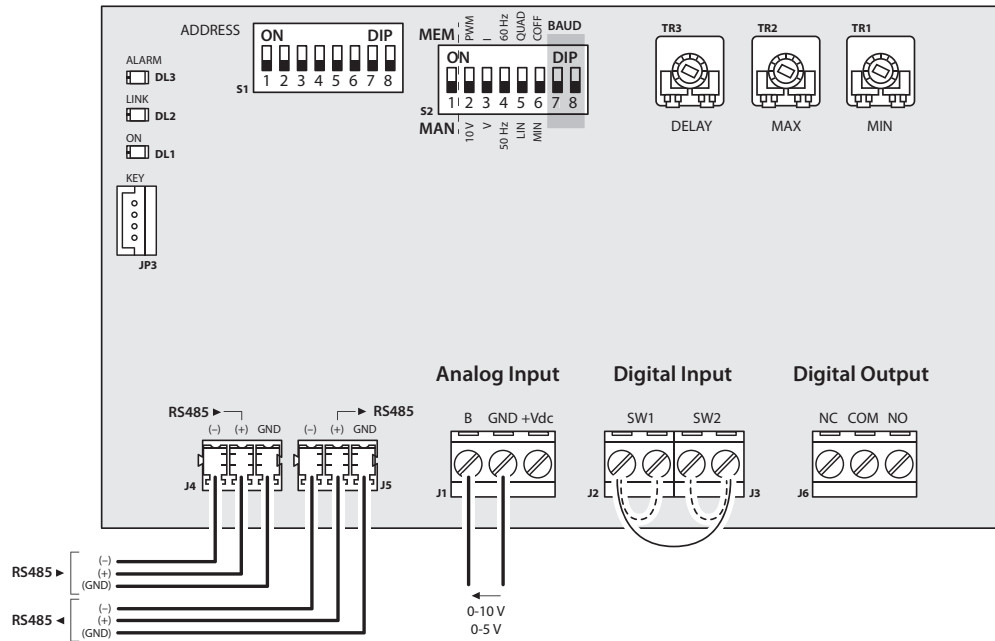 ADDRESS
ON DIP
1 2 3 4 5 6 7 8
S1
MEM
PWM
I
60 Hz
QUAD
COFF
BAUD
ON DIP
1 2 3 4 5 6 7 8
S2
MAN
10 V
V
50 Hz
LIN
MIN
TR3
DELAY
TR2
MAX
TR1
MIN
ALARM
DL3
LINK
DL2
ON
DL1
KEY
JP3
Analog Input
B GND +Vdc
J1
0-10 V
0-5 V
Digital Input
SW1 SW2
J2 J3
Digital Output
NC COM NO
J6
RS485 ►
(–) (+) GND
J4
► RS485
(–) (+) GND
J5
RS485 ►
(–)
(+)
(GND)
RS485 ◄
(–)
(+)
(GND)